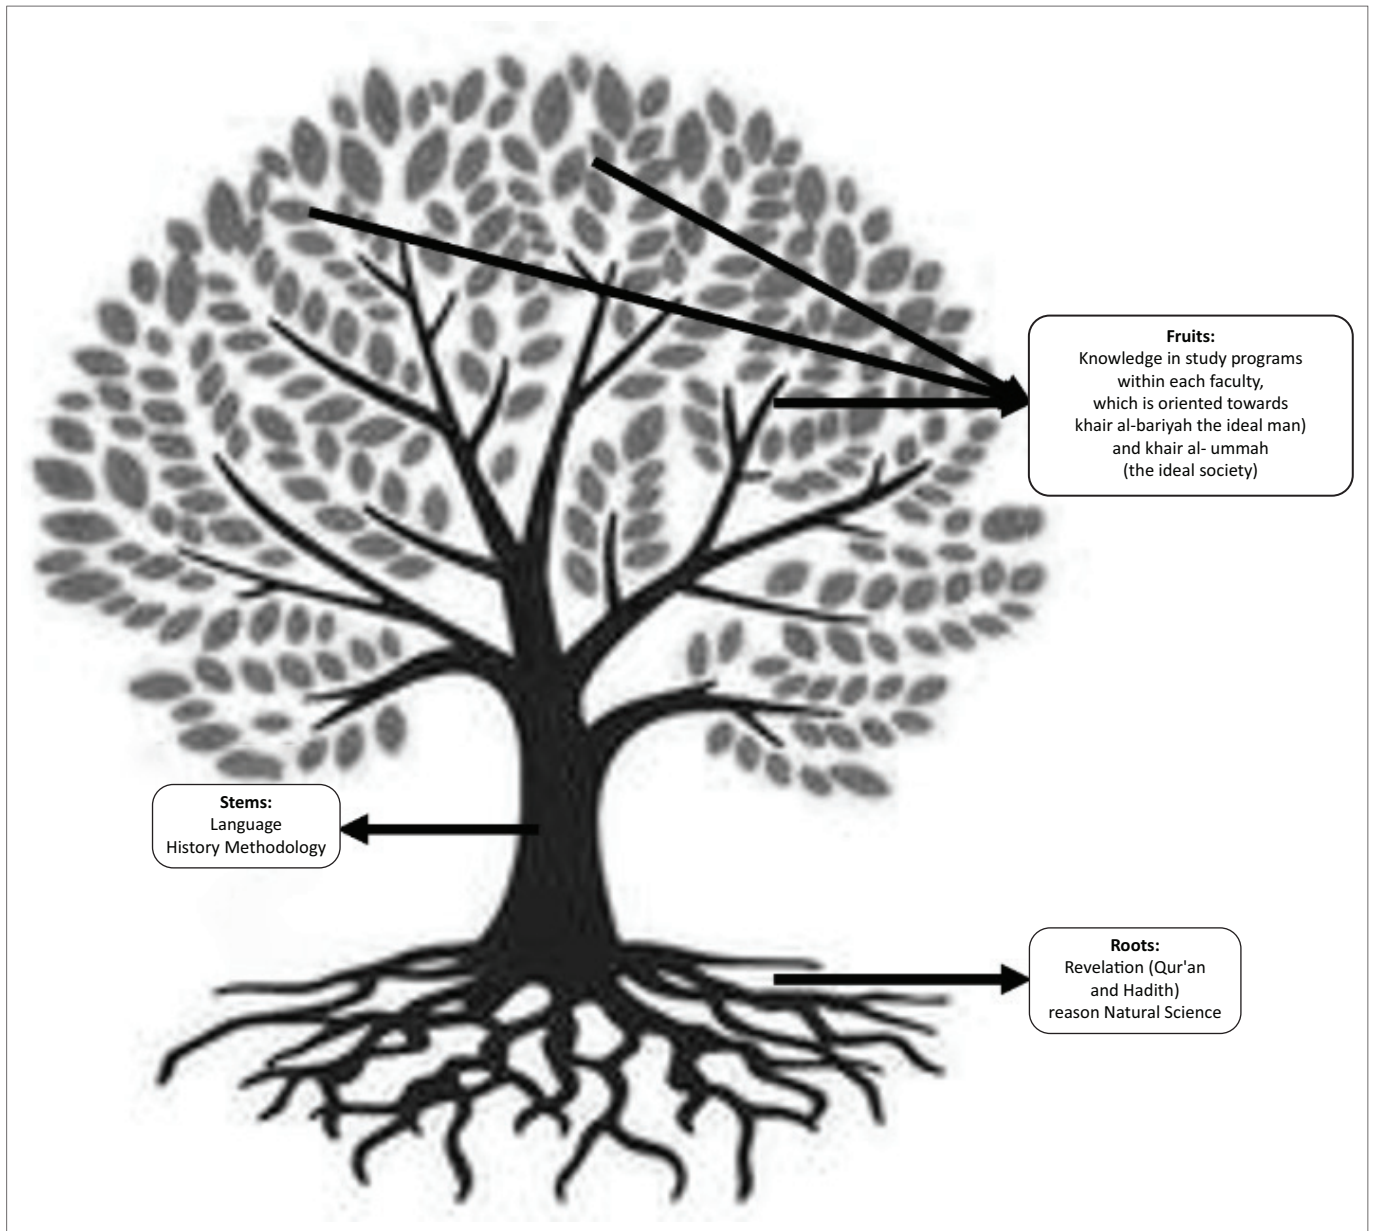 Fruits:
Knowledge in study programs
within each faculty,
which is oriented towards
khair al-bariyah the ideal man)
and khair al- ummah
(the ideal society)
Stems:
Language
History Methodology
Roots:
Revelation (Qur'an
and Hadith)
reason Natural Science